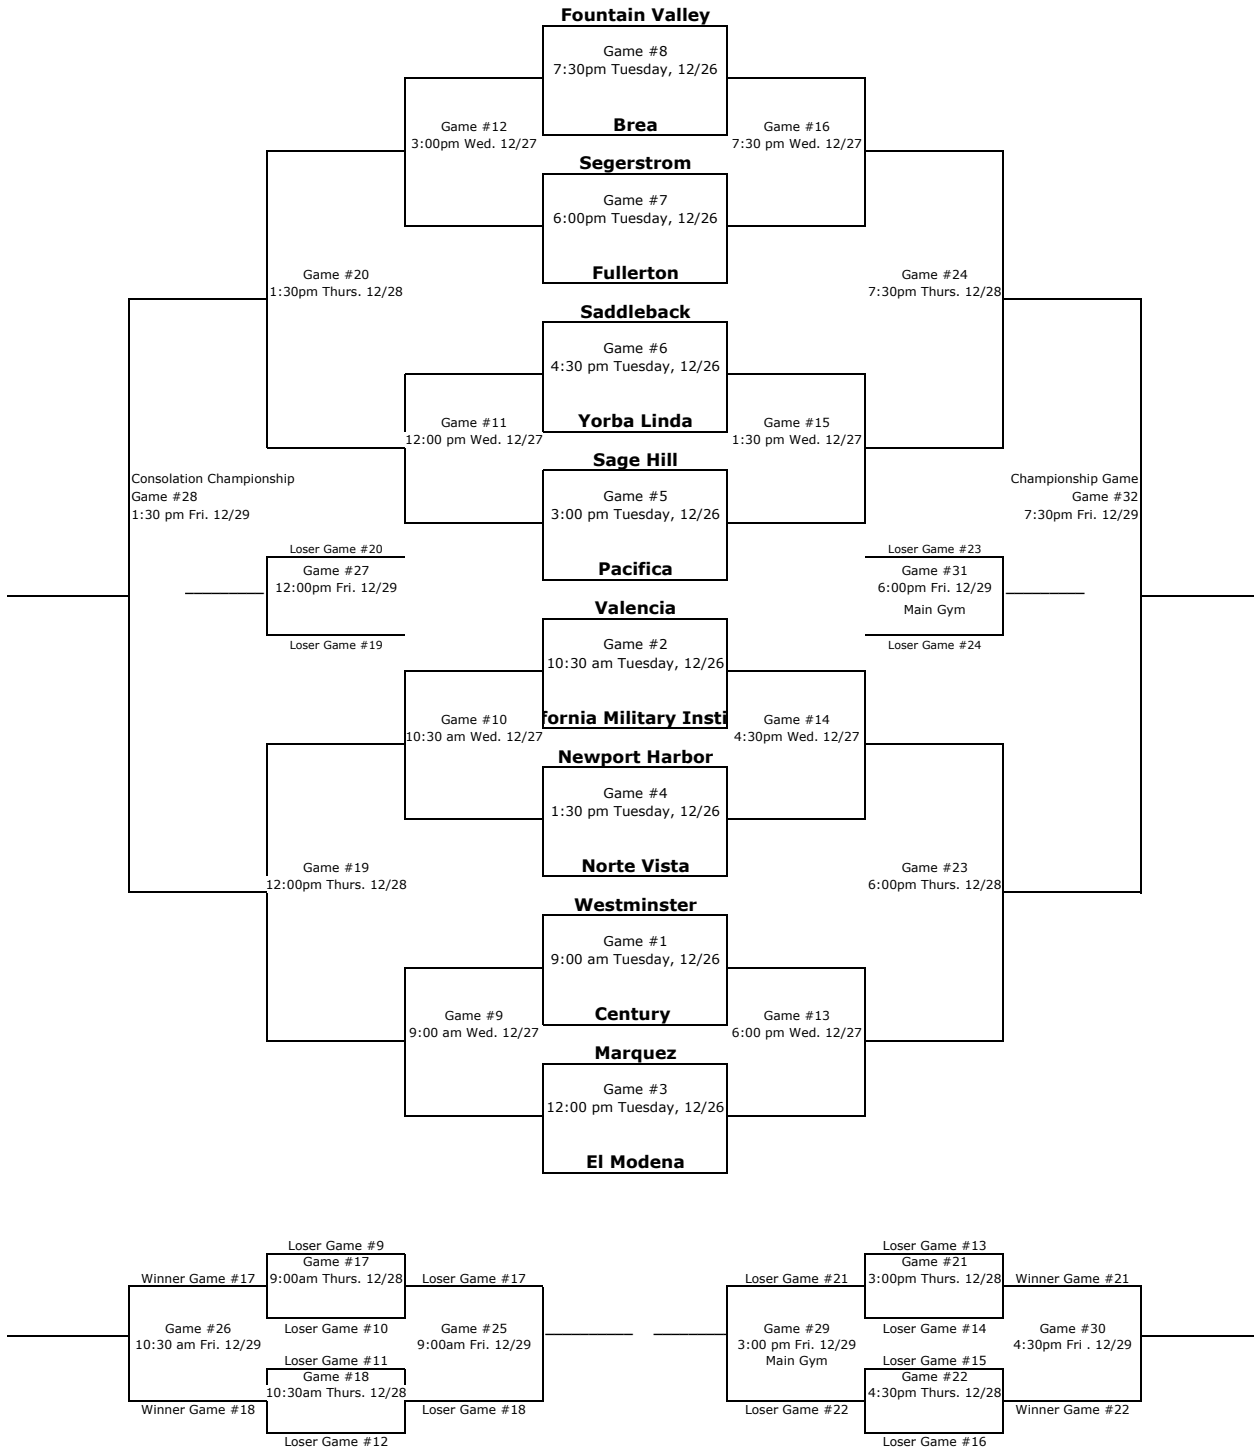 Fountain Valley
Game #8
7:30pm Tuesday, 12/26
Brea
Game #12
3:00pm Wed. 12/27
Game #16
7:30 pm Wed. 12/27
Segerstrom
Game #7
6:00pm Tuesday, 12/26
Fullerton
Game #20
1:30pm Thurs. 12/28
Game #24
7:30pm Thurs. 12/28
Saddleback
Game #6
4:30 pm Tuesday, 12/26
Yorba Linda
Game #11
12:00 pm Wed. 12/27
Game #15
1:30 pm Wed. 12/27
Sage Hill
Game #5
3:00 pm Tuesday, 12/26
Pacifica
Consolation Championship
Game #28
1:30 pm Fri. 12/29
Championship Game
Game #32
7:30pm Fri. 12/29
Loser Game #20
Game #27
12:00pm Fri. 12/29
Loser Game #19
Loser Game #23
Game #31
6:00pm Fri. 12/29
Main Gym
Loser Game #24
Valencia
Game #2
10:30 am Tuesday, 12/26
fornia Military Insti
Game #10
10:30 am Wed. 12/27
Game #14
4:30pm Wed. 12/27
Newport Harbor
Game #4
1:30 pm Tuesday, 12/26
Norte Vista
Game #19
12:00pm Thurs. 12/28
Game #23
6:00pm Thurs. 12/28
Westminster
Game #1
9:00 am Tuesday, 12/26
Century
Game #9
9:00 am Wed. 12/27
Game #13
6:00 pm Wed. 12/27
Marquez
Game #3
12:00 pm Tuesday, 12/26
El Modena
Loser Game #9
Game #17
9:00am Thurs. 12/28
Loser Game #10
Winner Game #17
Loser Game #17
Game #26
10:30 am Fri. 12/29
Game #25
9:00am Fri. 12/29
Loser Game #11
Game #18
10:30am Thurs. 12/28
Loser Game #12
Winner Game #18
Loser Game #18
Loser Game #13
Game #21
3:00pm Thurs. 12/28
Loser Game #14
Loser Game #21
Winner Game #21
Game #29
3:00 pm Fri. 12/29
Main Gym
Game #30
4:30pm Fri . 12/29
Loser Game #15
Game #22
4:30pm Thurs. 12/28
Loser Game #16
Loser Game #22
Winner Game #22